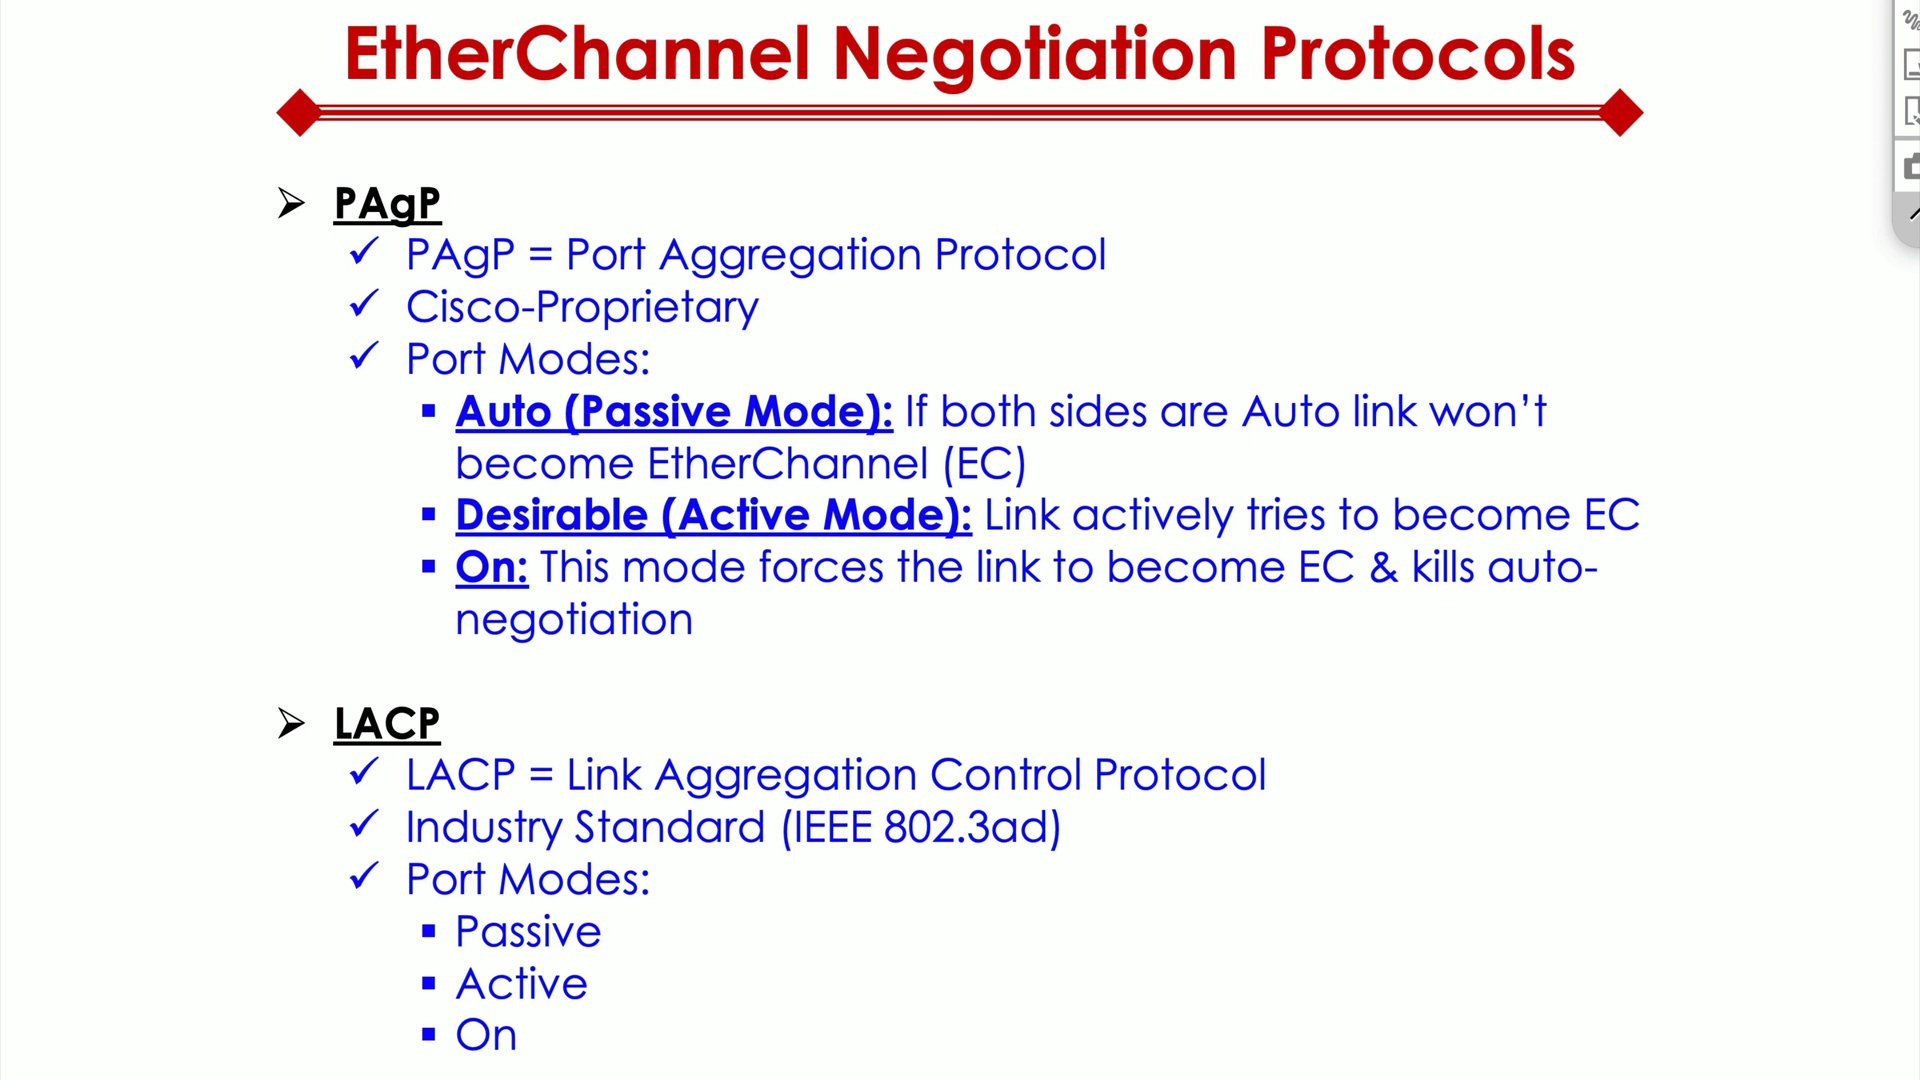 EtherChannel Negotiation Protocols
➢ PAgP
✓ PAgP = Port Aggregation Protocol
✓ Cisco-Proprietary
✓ Port Modes:
▪ Auto (Passive Mode): If both sides are Auto link won’t
become EtherChannel (EC)
▪ Desirable (Active Mode): Link actively tries to become EC
▪ On: This mode forces the link to become EC & kills auto-
negotiation
➢ LACP
✓ LACP = Link Aggregation Control Protocol
✓ Industry Standard (IEEE 802.3ad)
✓ Port Modes:
▪ Passive
▪ Active
▪ On